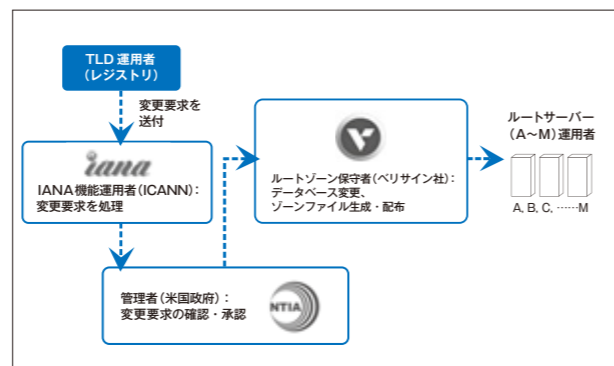 TLD 運用者
（レジストリ）
変更要求を
送付
iana
IANA機能運用者（ICANN）：
変更要求を処理
ルートゾーン保守者（ベリサイン社）：
データベース変更、
ゾーンファイル生成・配布
ルートサーバー
（A～M）運用者
A, B, C, ……M
管理者（米国政府）：
変更要求の確認・承認
NTIA